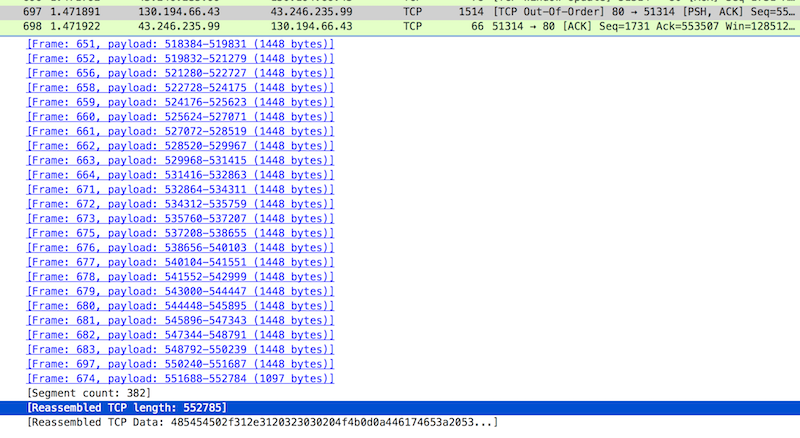 697 1.471891 130.194.66.43 43.246.235.99 TCP 1514 [TCP Out-Of-Order] 80 → 51314 [PSH, ACK] Seq=55…
698 1.471922 43.246.235.99 130.194.66.43 TCP 66 51314 → 80 [ACK] Seq=1731 Ack=553507 Win=128512…
[Frame: 651, payload: 518384-519831 (1448 bytes)]
[Frame: 652, payload: 519832-521279 (1448 bytes)]
[Frame: 656, payload: 521280-522727 (1448 bytes)]
[Frame: 658, payload: 522728-524175 (1448 bytes)]
[Frame: 659, payload: 524176-525623 (1448 bytes)]
[Frame: 660, payload: 525624-527071 (1448 bytes)]
[Frame: 661, payload: 527072-528519 (1448 bytes)]
[Frame: 662, payload: 528520-529967 (1448 bytes)]
[Frame: 663, payload: 529968-531415 (1448 bytes)]
[Frame: 664, payload: 531416-532863 (1448 bytes)]
[Frame: 671, payload: 532864-534311 (1448 bytes)]
[Frame: 672, payload: 534312-535759 (1448 bytes)]
[Frame: 673, payload: 535760-537207 (1448 bytes)]
[Frame: 675, payload: 537208-538655 (1448 bytes)]
[Frame: 676, payload: 538656-540103 (1448 bytes)]
[Frame: 677, payload: 540104-541551 (1448 bytes)]
[Frame: 678, payload: 541552-542999 (1448 bytes)]
[Frame: 679, payload: 543000-544447 (1448 bytes)]
[Frame: 680, payload: 544448-545895 (1448 bytes)]
[Frame: 681, payload: 545896-547343 (1448 bytes)]
[Frame: 682, payload: 547344-548791 (1448 bytes)]
[Frame: 683, payload: 548792-550239 (1448 bytes)]
[Frame: 697, payload: 550240-551687 (1448 bytes)]
[Frame: 674, payload: 551688-552784 (1097 bytes)]
[Segment count: 382]
[Reassembled TCP length: 552785]
[Reassembled TCP Data: 485454502f312e3120323030204f4b0d0a446174653a2053...]